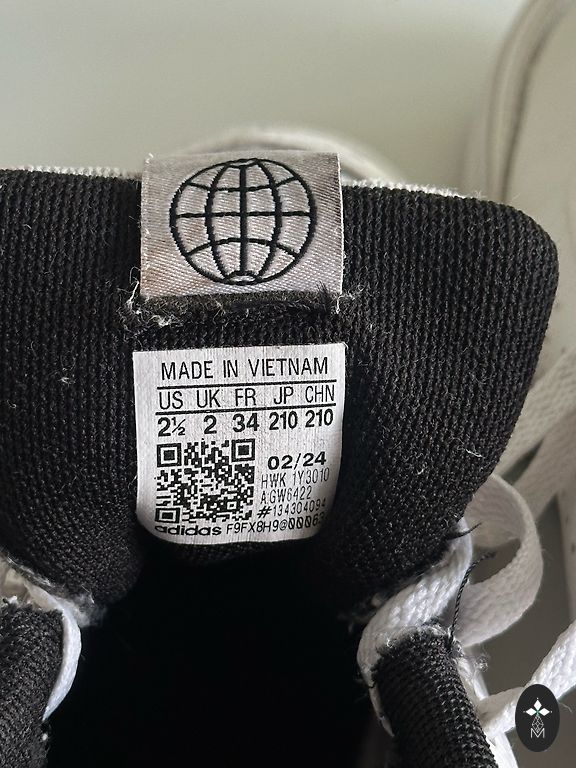 MADE IN VIETNAM
US UK FR JP CHN
2½ 2 34 210 210
02/24
HWK 1Y3010
A:GW6422
#134304094
adidas F9FX8H9@00063
M